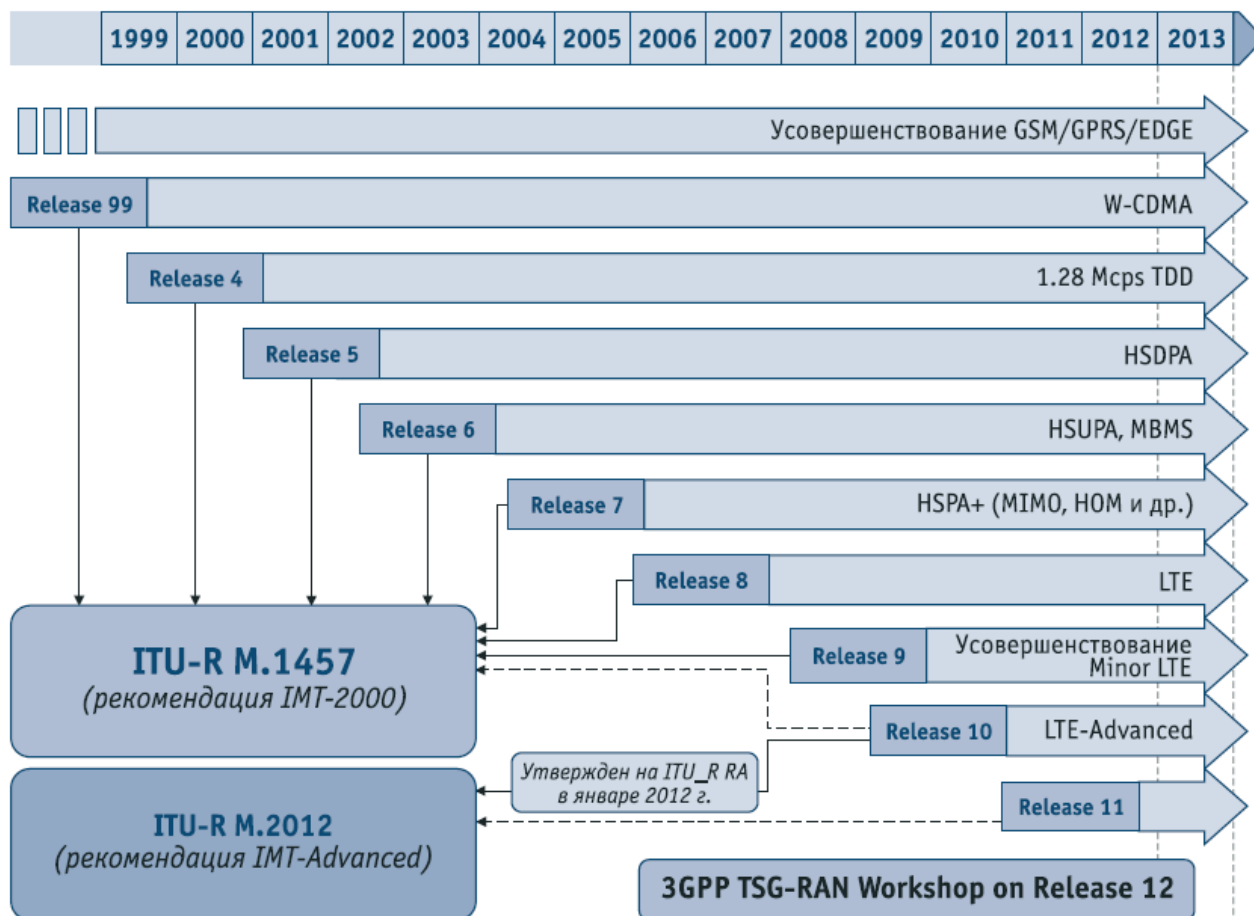 1999 2000 2001 2002 2003 2004 2005 2006 2007 2008 2009 2010 2011 2012 2013
Усовершенствование GSM/GPRS/EDGE
Release 99
W-CDMA
Release 4
1.28 Mcps TDD
Release 5
HSDPA
Release 6
HSUPA, MBMS
Release 7
HSPA+ (MIMO, HOM и др.)
Release 8
LTE
Release 9
Усовершенствование
Minor LTE
Release 10
LTE-Advanced
Release 11
ITU-R M.1457
(рекомендация IMT-2000)
Утвержден на ITU_R RA
в январе 2012 г.
ITU-R M.2012
(рекомендация IMT-Advanced)
3GPP TSG-RAN Workshop on Release 12